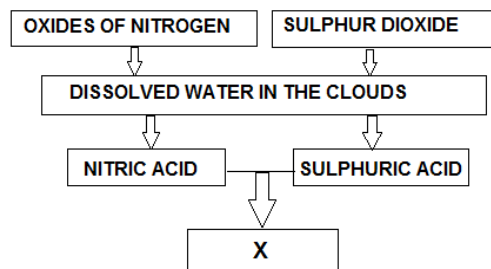 OXIDES OF NITROGEN
SULPHUR DIOXIDE
DISSOLVED WATER IN THE CLOUDS
NITRIC ACID
SULPHURIC ACID
X